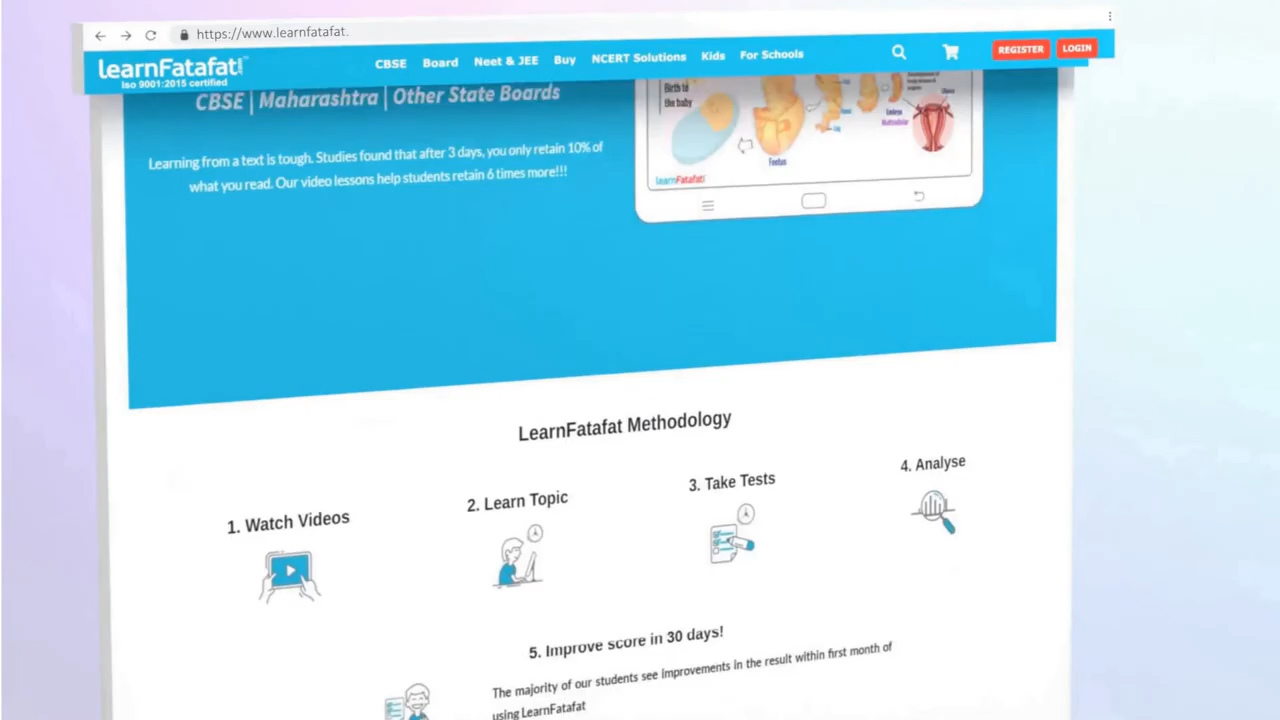 https://www.learnfatafat.
learnFatafat
Iso 9001:2015 certified
CBSE Board Neet & JEE Buy NCERT Solutions Kids For Schools
REGISTER LOGIN
CBSE | Maharashtra | Other State Boards
Learning from a text is tough. Studies found that after 3 days, you only retain 10% of
what you read. Our video lessons help students retain 6 times more!!!
Birth to
the baby
Foetus
Embryo
Multicellular
learnFatafat
LearnFatafat Methodology
1. Watch Videos
2. Learn Topic
3. Take Tests
4. Analyse
5. Improve score in 30 days!
The majority of our students see improvements in the result within first month of
using LearnFatafat